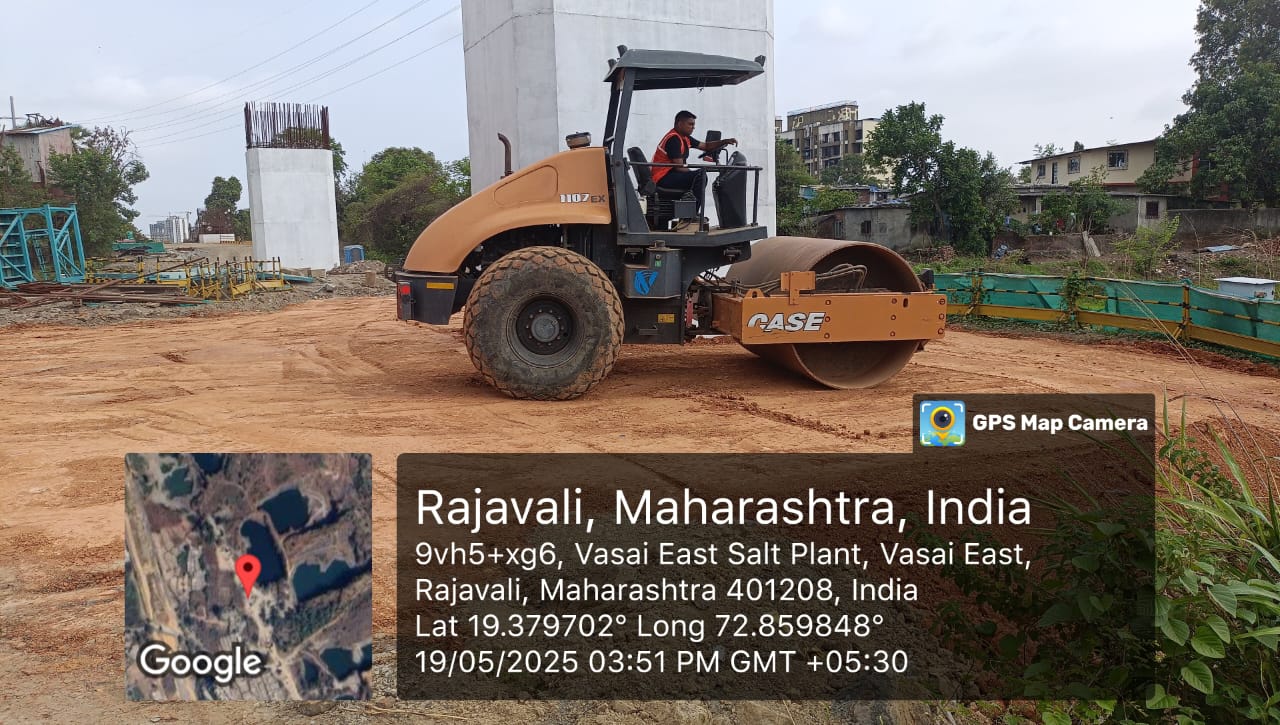 1107EX
CASE
GPS Map Camera
Rajavali, Maharashtra, India
9vh5+xg6, Vasai East Salt Plant, Vasai East,
Rajavali, Maharashtra 401208, India
Lat 19.379702° Long 72.859848°
19/05/2025 03:51 PM GMT +05:30
Google